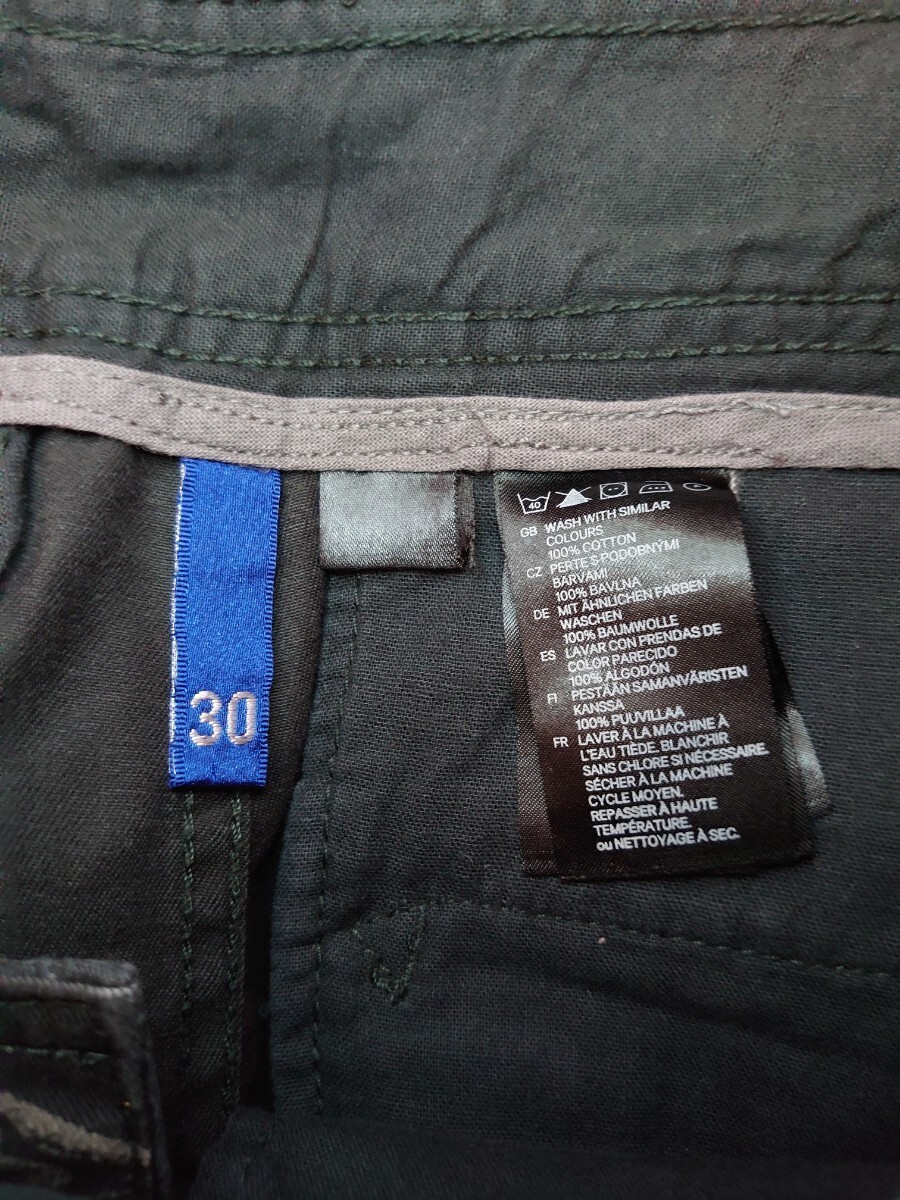 30
40
GB WASH WITH SIMILAR
COLOURS
100% COTTON
CZ PERTE S PODOBNÝMI
BARVAMI
100% BAVLNA
DE MIT ÄHNLICHEN FARBEN
WASCHEN
100% BAUMWOLLE
ES LAVAR CON PRENDAS DE
COLOR PARECIDO
100% ALGODÓN
FI PESTÄÄN SAMANVÄRISTEN
KANSSA
100% PUUVILLAA
FR LAVER À LA MACHINE À
L'EAU TIÈDE. BLANCHIR
SANS CHLORE SI NÉCESSAIRE.
SÉCHER À LA MACHINE
CYCLE MOYEN.
REPASSER À HAUTE
TEMPÉRATURE.
ou NETTOYAGE À SEC.